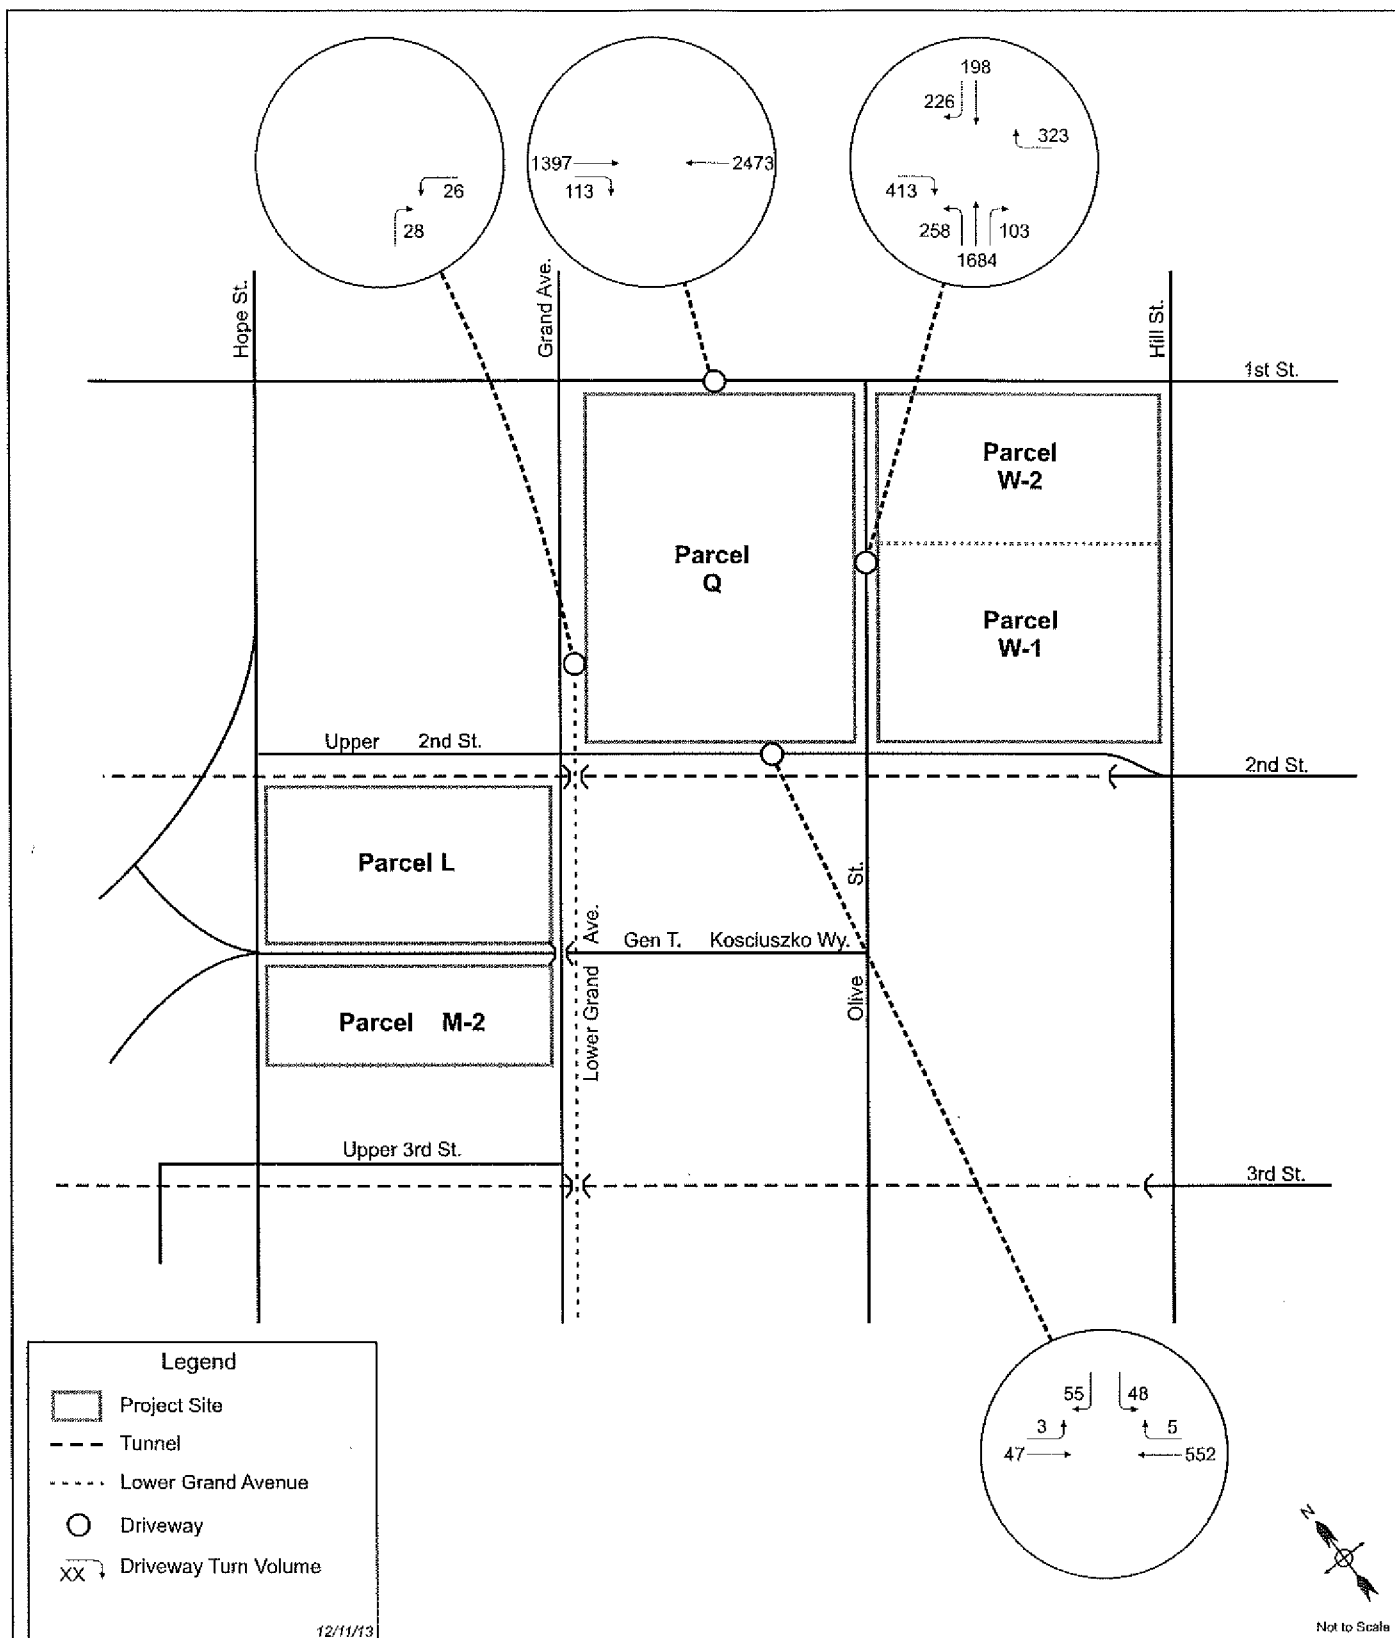 198
226
323
1397
2473
26
113
413
28
258
103
1684
Hope St.
Grand Ave.
Hill St.
1st St.
Parcel
W-2
Parcel
Q
Parcel
W-1
Upper 2nd St.
2nd St.
Parcel L
St.
Ave.
Gen T. Kosciuszko Wy.
Parcel M-2
Lower Grand
Olive
Upper 3rd St.
3rd St.
Legend
Project Site
Tunnel
Lower Grand Avenue
Driveway
XX Driveway Turn Volume
12/11/13
55
48
3
5
47
552
N
Not to Scale